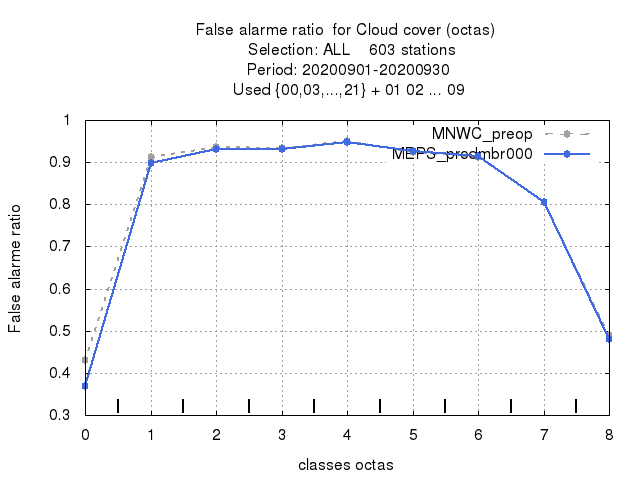 False alarme ratio  for Cloud cover (octas)
Selection: ALL    603 stations
Period: 20200901-20200930
Used {00,03,...,21} + 01 02 ... 09
MNWC_preop
MEPS_prodmbr000
1
0.9
0.8
0.7
0.6
0.5
0.4
0.3
False alarme ratio
0 1 2 3 4 5 6 7 8
classes octas